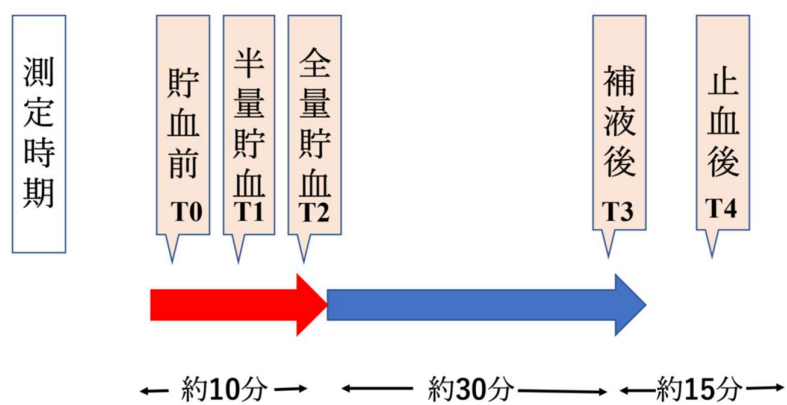 測定時期
貯血前
T0
半量貯血
T1
全量貯血
T2
補液後
T3
止血後
T4
約10分
約30分
約15分